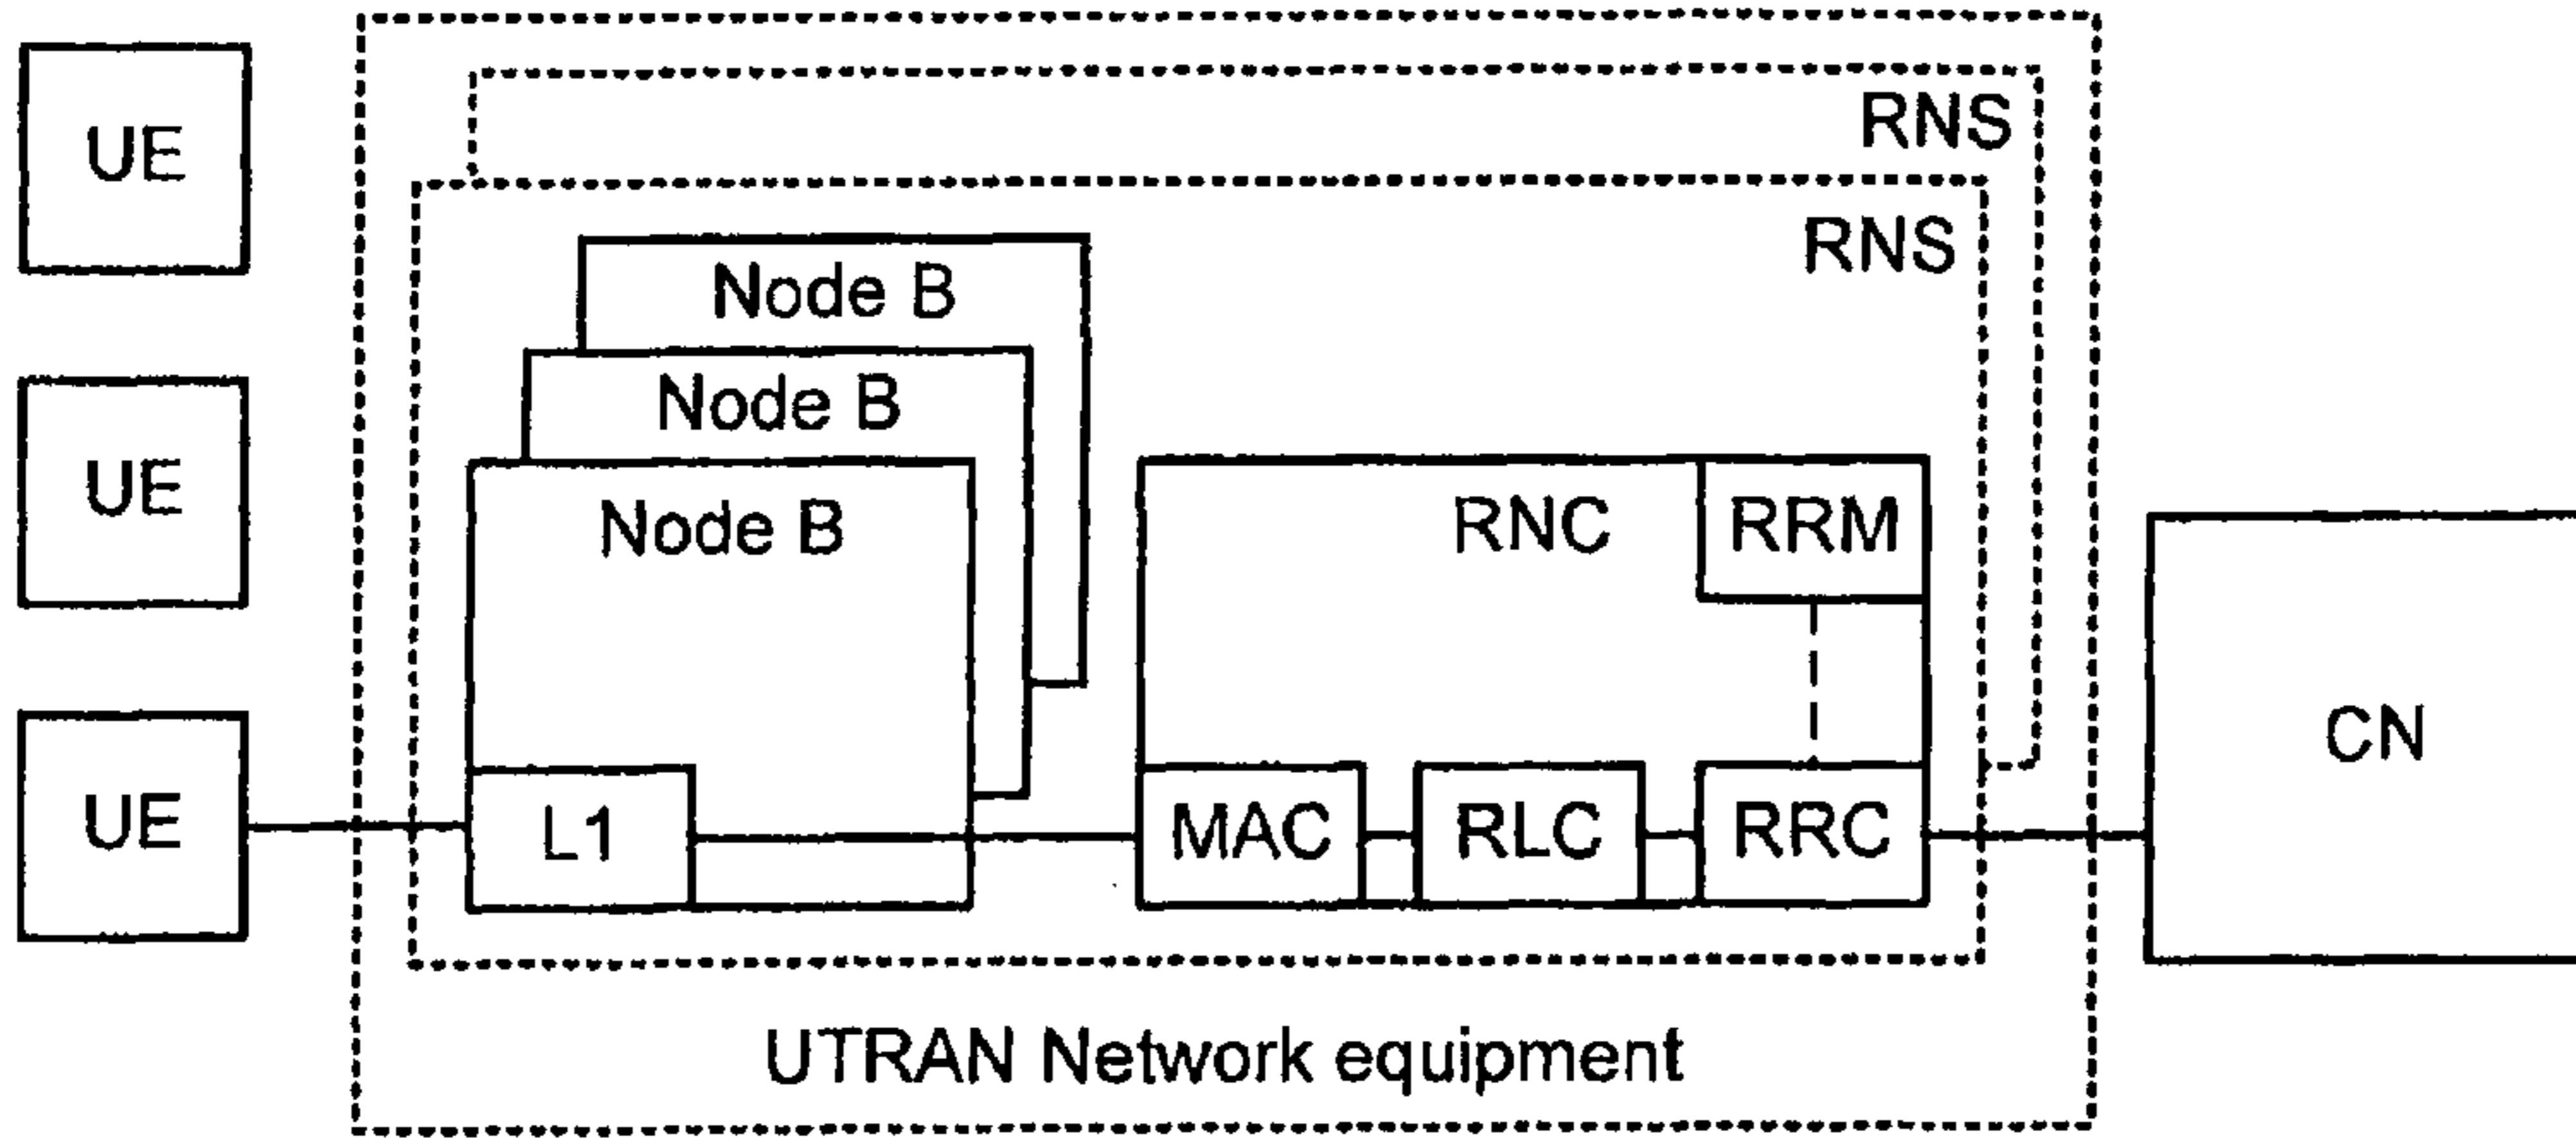 UE
RNS
RNS
Node B
Node B
UE
Node B
RNC
RRM
CN
UE
L1
MAC
RLC
RRC
UTRAN Network equipment